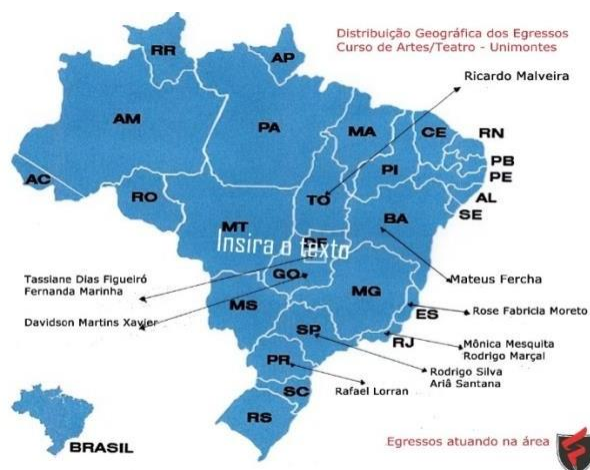 Distribuição Geográfica dos Egressos
Curso de Artes/Teatro - Unimontes
Ricardo Malveira
RR
AP
AM
PA
MA
CE
RN
PB
PE
PI
AL
SE
AC
RO
TO
MT
BA
DF
Insira o texto
GO
Tassiane Dias Figueiró
Fernanda Marinha
Mateus Fercha
MG
MS
ES
Rose Fabricia Moreto
Davidson Martins Xavier
SP
RJ
Mônica Mesquita
Rodrigo Marçal
PR
Rodrigo Silva
Ariã Santana
Rafael Lorran
SC
RS
BRASIL
Egressos atuando na área